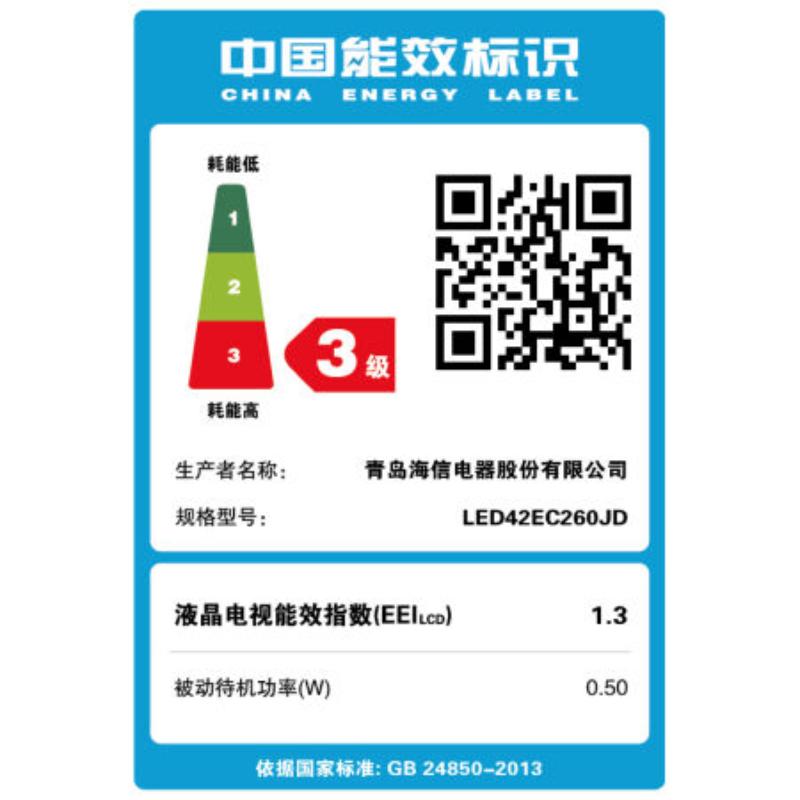 中国能效标识
CHINA ENERGY LABEL
耗能低
1
2
3
3级
耗能高
生产者名称: 青岛海信电器股份有限公司
规格型号: LED42EC260JD
液晶电视能效指数(EEILCD) 1.3
被动待机功率(W) 0.50
依据国家标准: GB 24850-2013